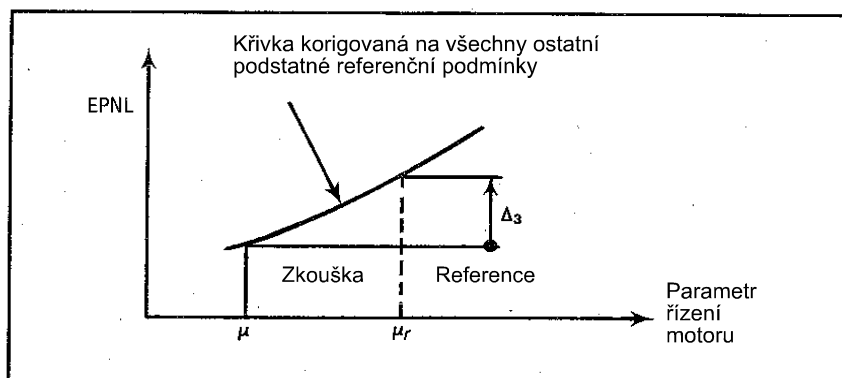 Křivka korigovaná na všechny ostatní
podstatné referenční podmínky
EPNL
Δ₃
Zkouška
Reference
μ
μᵣ
Parametr
řízení
motoru